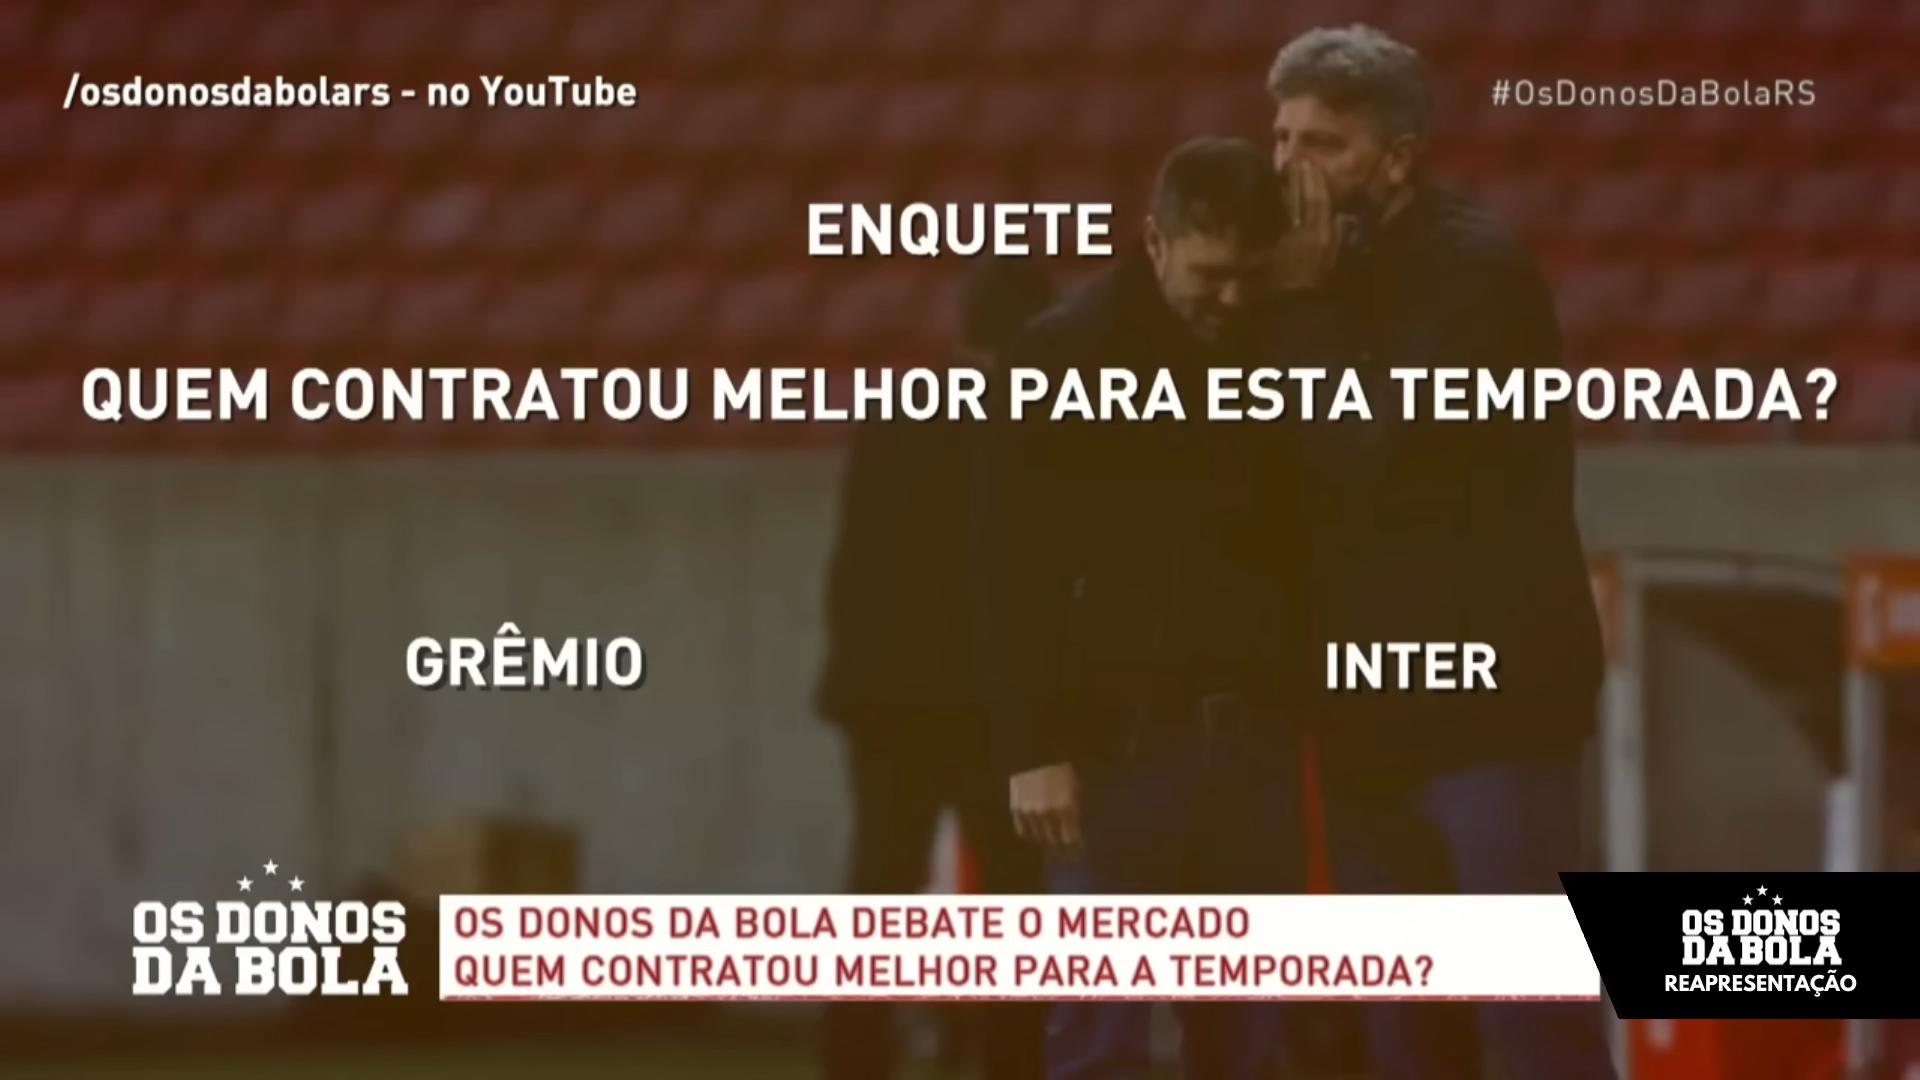 /osdonosdabolars - no YouTube
#OsDonosDaBolaRS
ENQUETE
QUEM CONTRATOU MELHOR PARA ESTA TEMPORADA?
GRÊMIO
INTER
OS DONOS
DA BOLA
OS DONOS DA BOLA DEBATE O MERCADO
QUEM CONTRATOU MELHOR PARA A TEMPORADA?
OS DONOS
DA BOLA
REAPRESENTAÇÃO